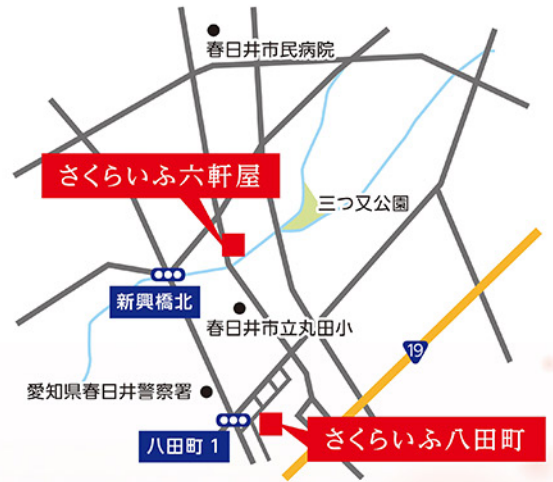 春日井市民病院
さくらいふ六軒屋
三つ又公園
新興橋北
春日井市立丸田小
19
愛知県春日井警察署
八田町 1
さくらいふ八田町